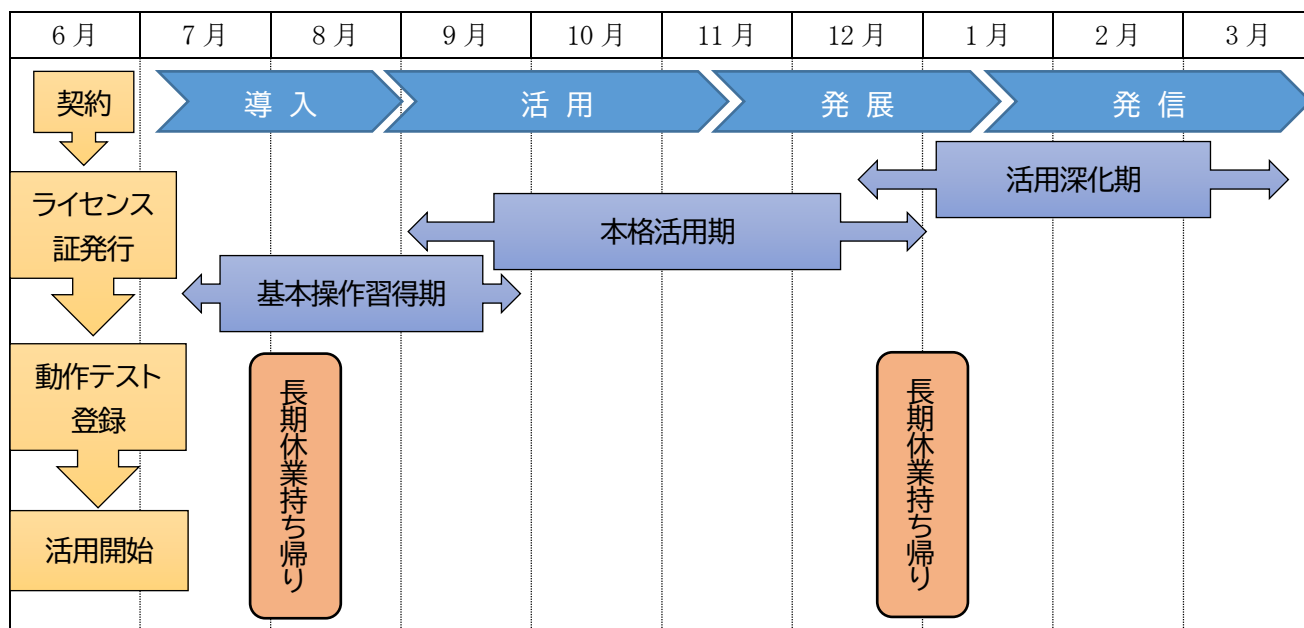 6月 7月 8月 9月 10月 11月 12月 1月 2月 3月
契約
導入 活用 発展 発信
ライセンス
証発行
活用深化期
本格活用期
基本操作習得期
動作テスト
登録
長期休業持ち帰り
長期休業持ち帰り
活用開始